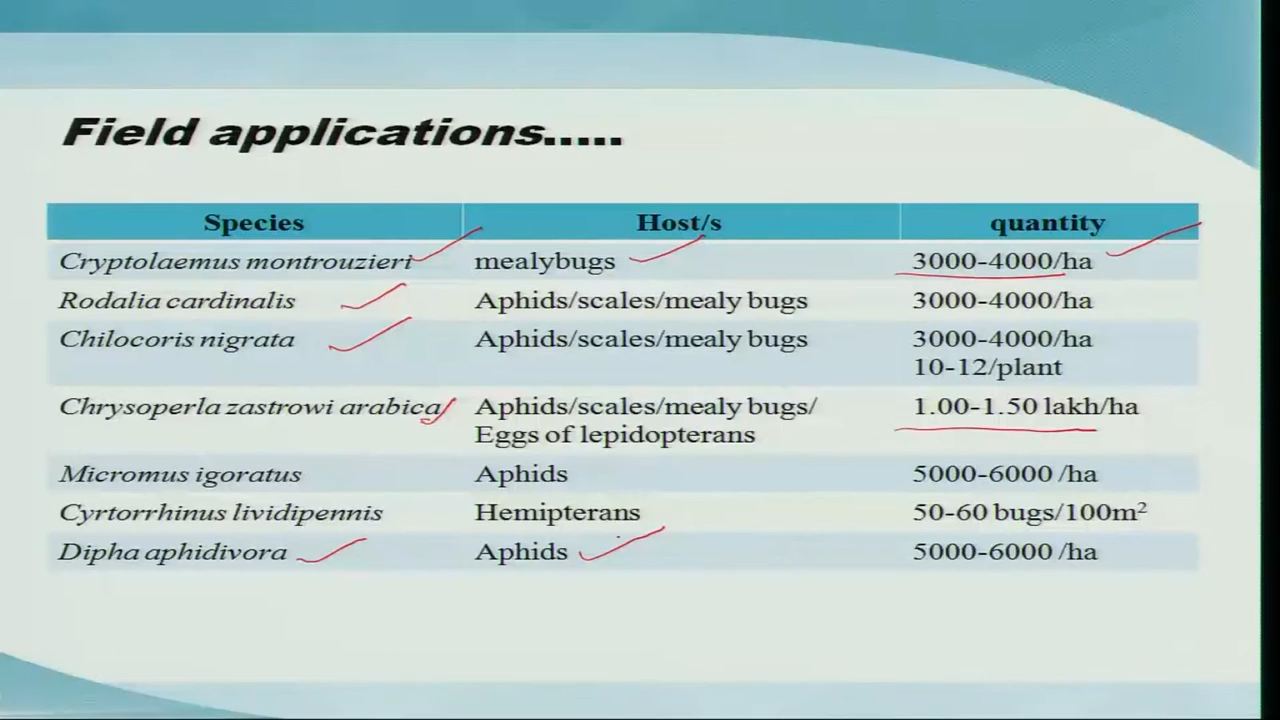 Field applications.....
Species Host/s quantity
Cryptolaemus montrouzieri mealybugs 3000-4000/ha
Rodalia cardinalis Aphids/scales/mealy bugs 3000-4000/ha
Chilocoris nigrata Aphids/scales/mealy bugs 3000-4000/ha
10-12/plant
Chrysoperla zastrowi arabica Aphids/scales/mealy bugs/ 1.00-1.50 lakh/ha
Eggs of lepidopterans
Micromus igoratus Aphids 5000-6000 /ha
Cyrtorrhinus lividipennis Hemipterans 50-60 bugs/100m²
Dipha aphidivora Aphids 5000-6000 /ha